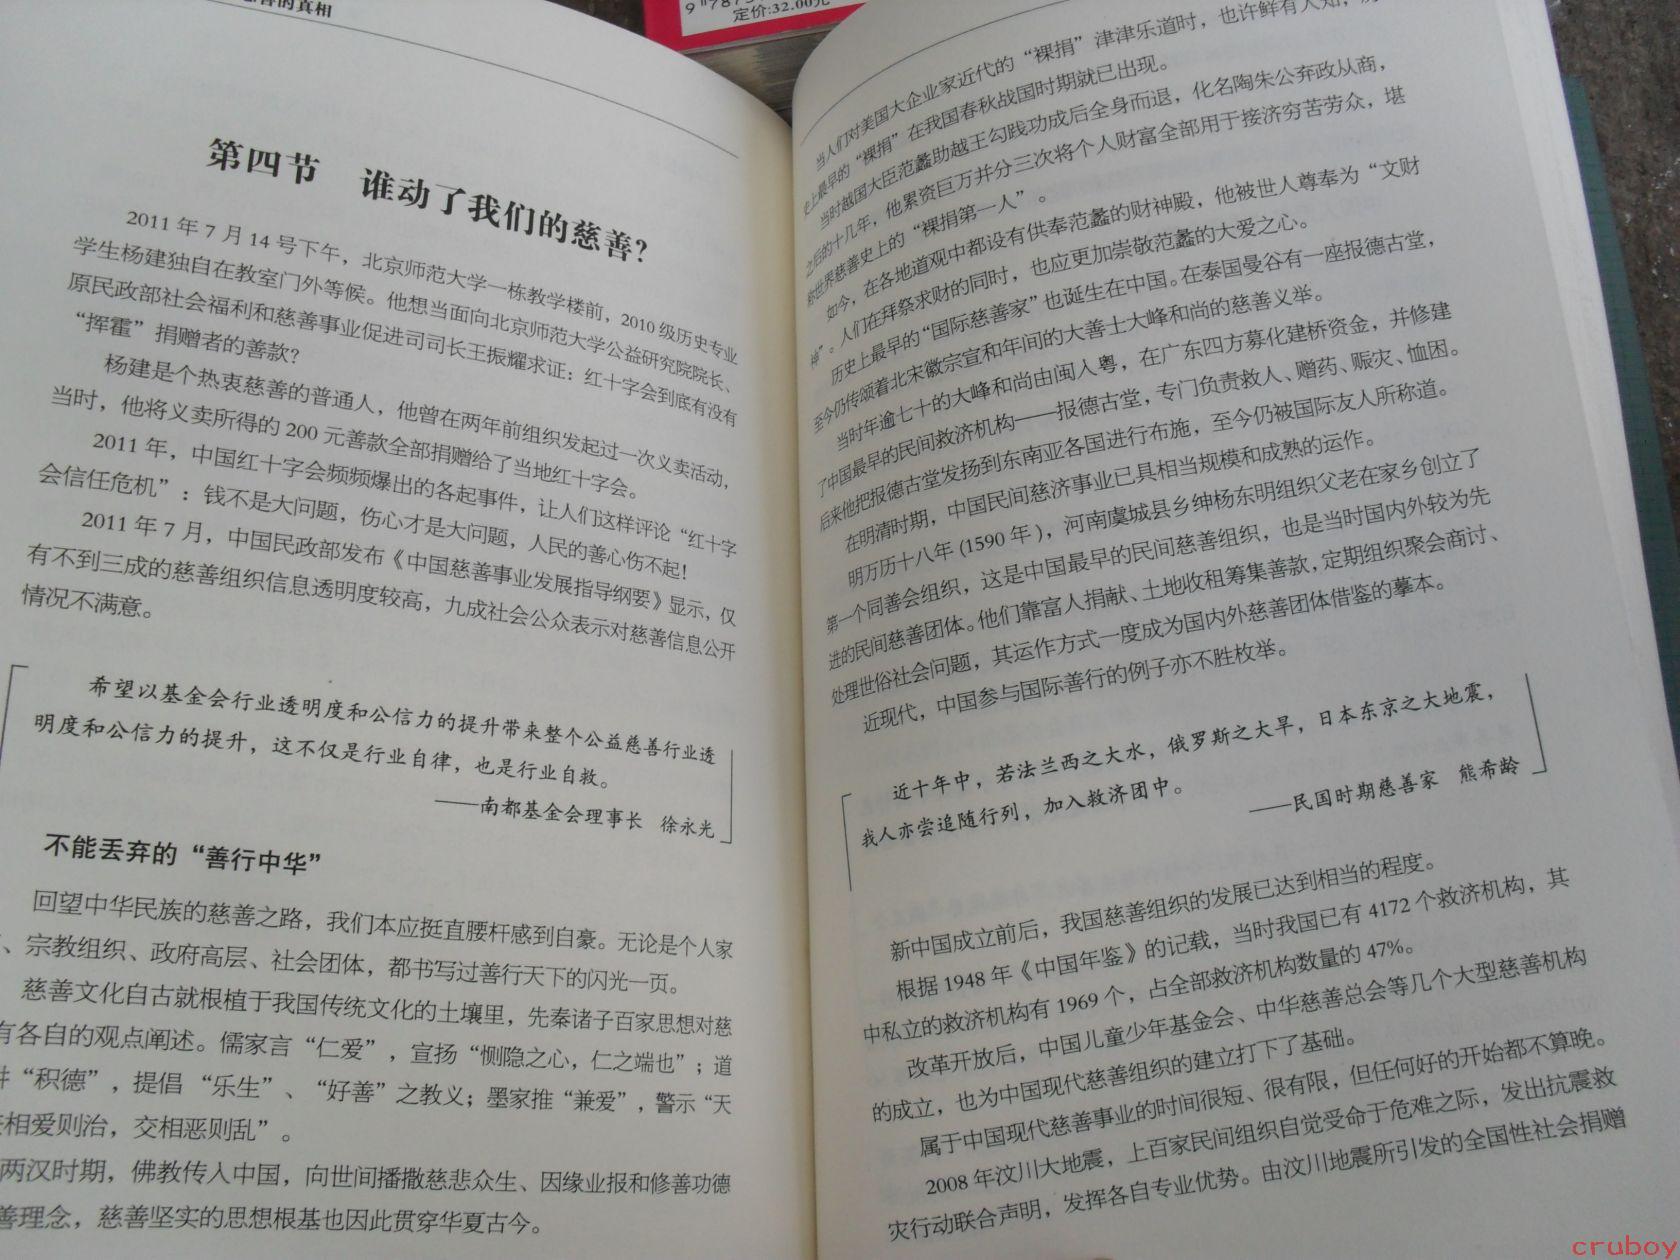 善的真相
第四节 谁动了我们的慈善？
2011 年 7 月 14 号下午，北京师范大学一栋教学楼前，2010 级历史专业
学生杨建独自在教室门外等候。他想当面向北京师范大学公益研究院院长、
原民政部社会福利和慈善事业促进司司长王振耀求证：红十字会到底有没有
“挥霍”捐赠者的善款？
杨建是个热衷慈善的普通人，他曾在两年前组织发起过一次义卖活动，
当时，他将义卖所得的 200 元善款全部捐赠给了当地红十字会。
2011 年，中国红十字会频频爆出的各起事件，让人们这样评论“红十字
会信任危机”：钱不是大问题，伤心才是大问题，人民的善心伤不起！
2011 年 7 月，中国民政部发布《中国慈善事业发展指导纲要》显示，仅
有不到三成的慈善组织信息透明度较高，九成社会公众表示对慈善信息公开
情况不满意。
希望以基金会行业透明度和公信力的提升带来整个公益慈善行业透
明度和公信力的提升，这不仅是行业自律，也是行业自救。
——南都基金会理事长 徐永光
不能丢弃的“善行中华”
回望中华民族的慈善之路，我们本应挺直腰杆感到自豪。无论是个人家
、宗教组织、政府高层、社会团体，都书写过善行天下的闪光一页。
慈善文化自古就根植于我国传统文化的土壤里，先秦诸子百家思想对慈
有各自的观点阐述。儒家言“仁爱”，宣扬“恻隐之心，仁之端也”；道
“积德”，提倡“乐生”、“好善”之教义；墨家推“兼爱”，警示“天
相爱则治，交相恶则乱”。
两汉时期，佛教传入中国，向世间播撒慈悲众生、因缘业报和修善功德
善理念，慈善坚实的思想根基也因此贯穿华夏古今。
9 787
定价:32.00元
当人们对美国大企业家近代的“裸捐”津津乐道时，也许鲜有人知，
史上最早的“裸捐”在我国春秋战国时期就已出现。
当时越国大臣范蠡助越王勾践功成后全身而退，化名陶朱公弃政从商，
之后的十几年，他累资巨万并分三次将个人财富全部用于接济穷苦劳众，堪
称世界慈善史上的“裸捐第一人”。
如今，在各地道观中都设有供奉范蠡的财神殿，他被世人尊奉为“文财
神”。人们在拜祭求财的同时，也应更加崇敬范蠡的大爱之心。
历史上最早的“国际慈善家”也诞生在中国。在泰国曼谷有一座报德古堂，
至今仍传颂着北宋徽宗宣和年间的大善士大峰和尚的慈善义举。
当时年逾七十的大峰和尚由闽入粤，在广东四方募化建桥资金，并修建
了中国最早的民间救济机构——报德古堂，专门负责救人、赠药、赈灾、恤困。
后来他把报德古堂发扬到东南亚各国进行布施，至今仍被国际友人所称道。
在明清时期，中国民间慈济事业已具相当规模和成熟的运作。
明万历十八年 (1590 年)，河南虞城县乡绅杨东明组织父老在家乡创立了
第一个同善会组织，这是中国最早的民间慈善组织，也是当时国内外较为先
进的民间慈善团体。他们靠富人捐献、土地收租筹集善款，定期组织聚会商讨、
处理世俗社会问题，其运作方式一度成为国内外慈善团体借鉴的摹本。
近现代，中国参与国际善行的例子亦不胜枚举。
近十年中，若法兰西之大水，俄罗斯之大旱，日本东京之大地震，
我人亦尝追随行列，加入救济团中。
——民国时期慈善家 熊希龄
新中国成立前后，我国慈善组织的发展已达到相当的程度。
根据 1948 年《中国年鉴》的记载，当时我国已有 4172 个救济机构，其
中私立的救济机构有 1969 个，占全部救济机构数量的 47%。
改革开放后，中国儿童少年基金会、中华慈善总会等几个大型慈善机构
的成立，也为中国现代慈善组织的建立打下了基础。
属于中国现代慈善事业的时间很短、很有限，但任何好的开始都不算晚。
2008 年汶川大地震，上百家民间组织自觉受命于危难之际，发出抗震救
灾行动联合声明，发挥各自专业优势。由汶川地震所引发的全国性社会捐赠
cruboy